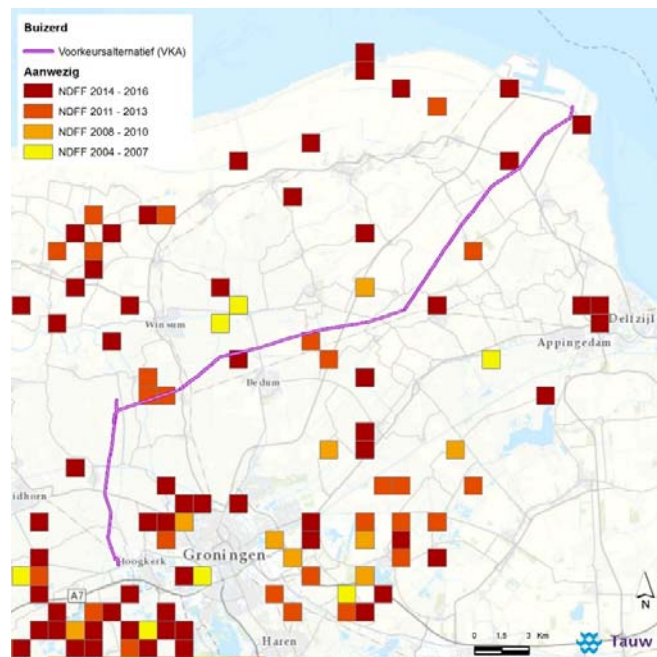 Buizerd
Voorkeursalternatief (VKA)
Aanwezig
NDFF 2014 - 2016
NDFF 2011 - 2013
NDFF 2008 - 2010
NDFF 2004 - 2007
Winsum
Delfzijl
Appingedam
Bedum
idhorn
Hoogkerk
Groningen
A7
Haren
N
0 1.5 3 Km
Tauw